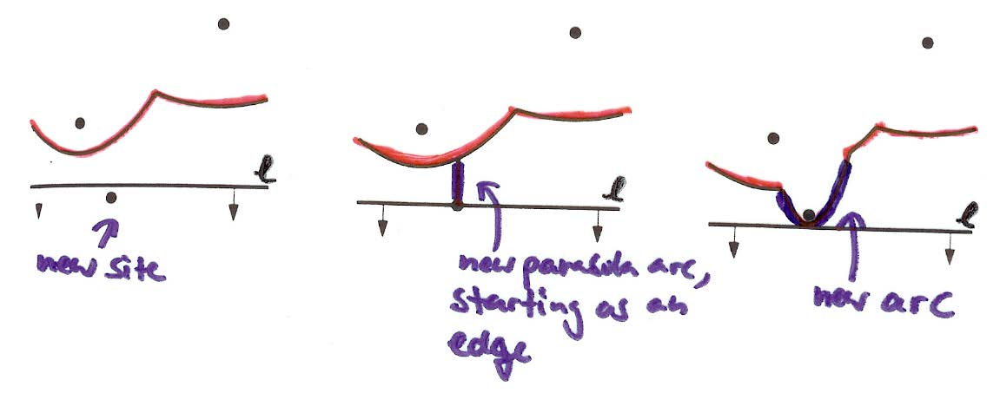 l
new site
l
new parabola arc,
starting as an
edge
l
new arc